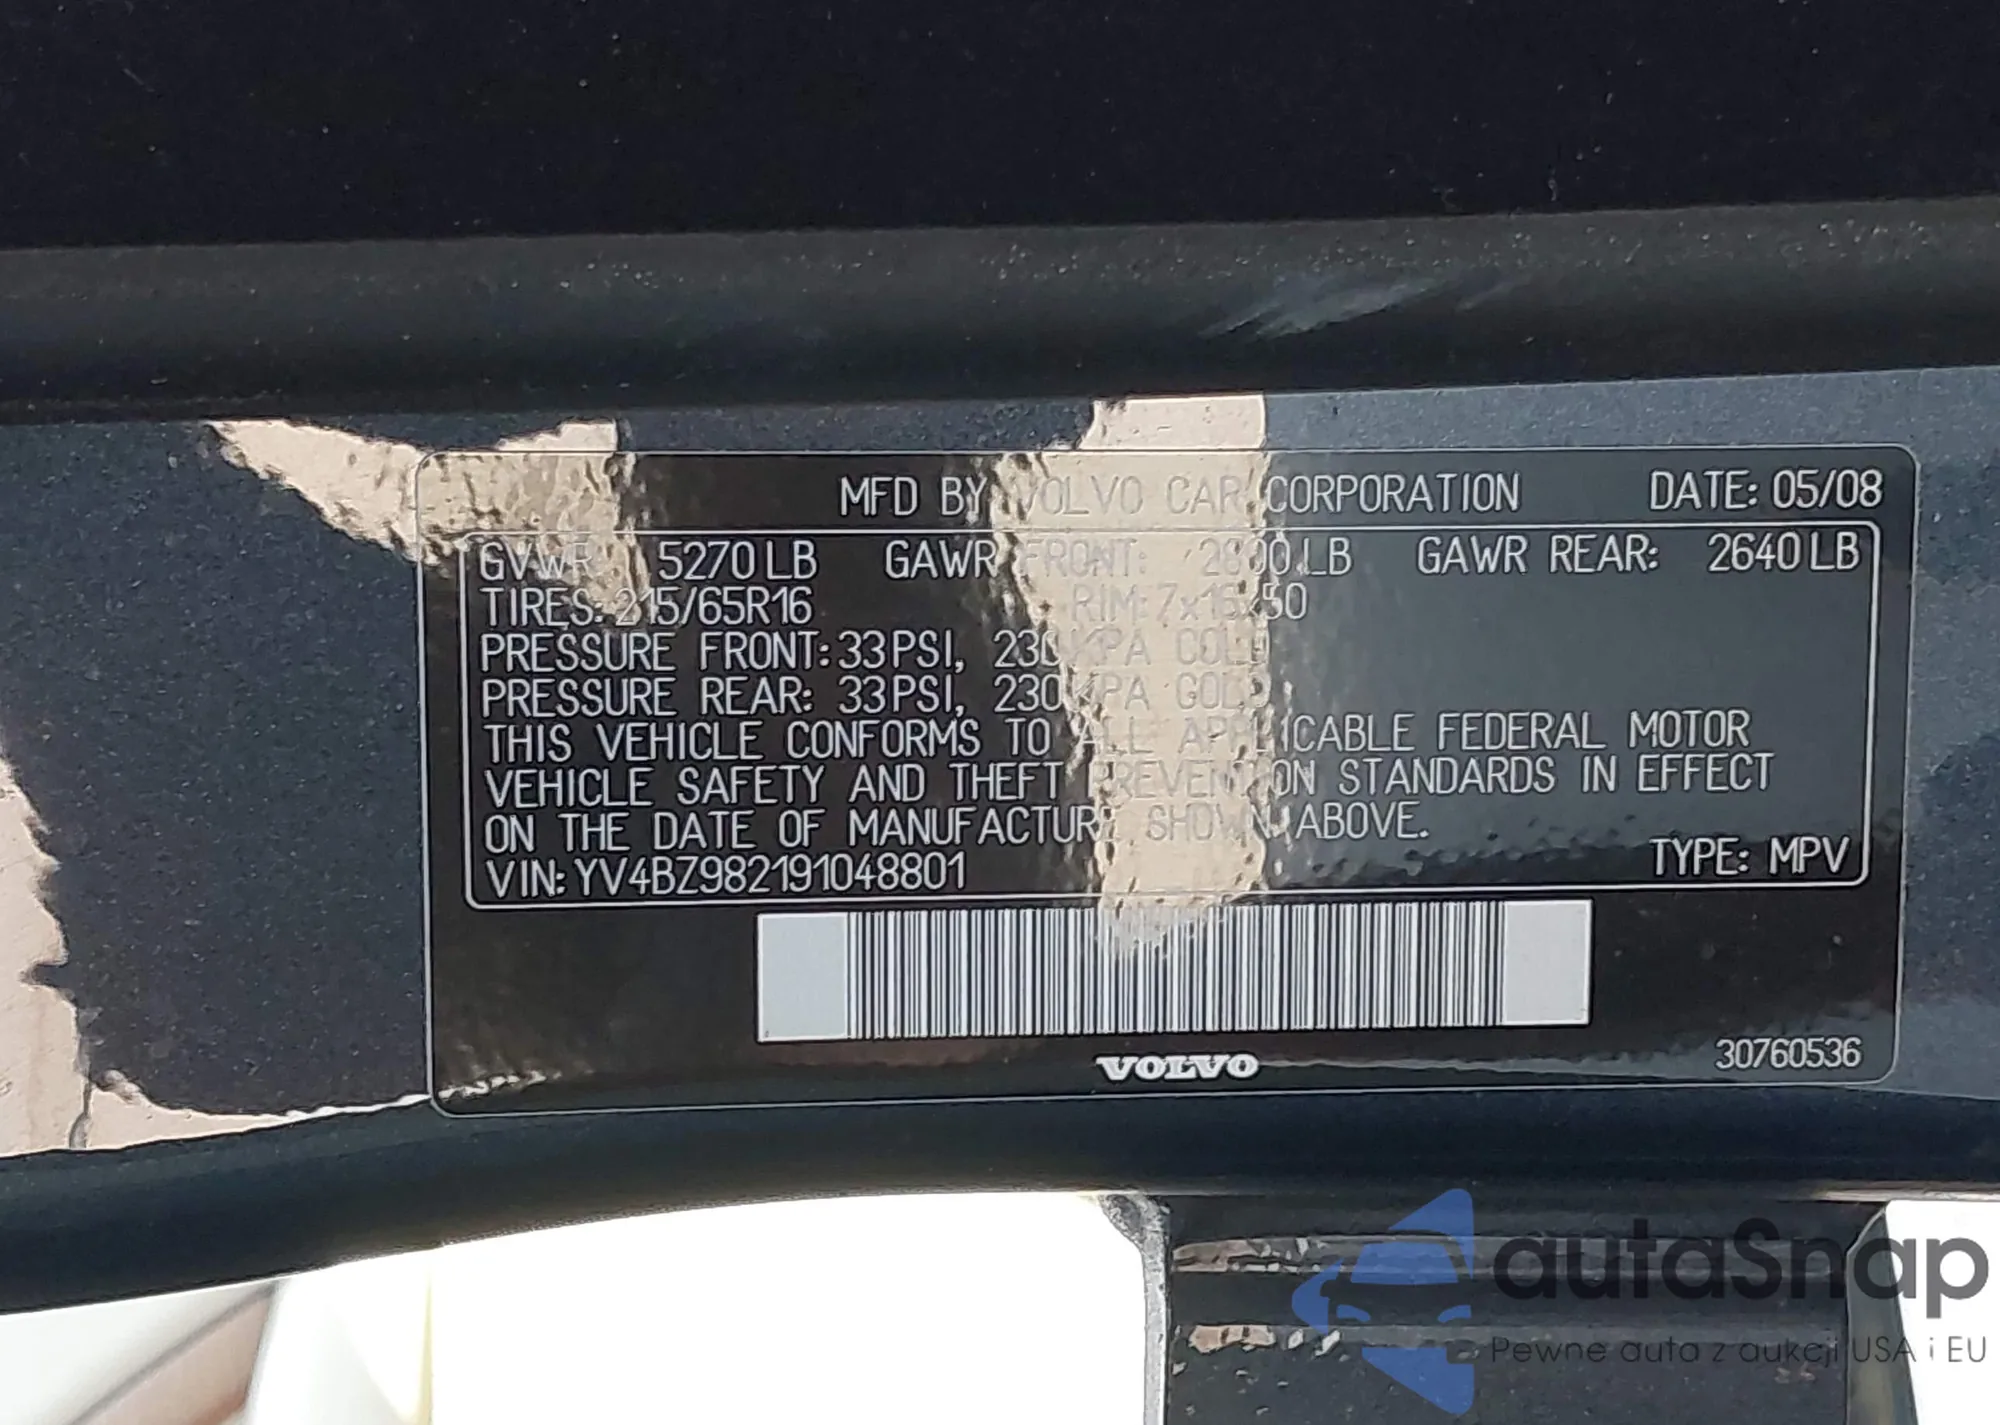 MFD BY VOLVO CAR CORPORATION DATE: 05/08
GVWR: 5270 LB GAWR FRONT: 2800 LB GAWR REAR: 2640 LB
TIRES: 215/65R16 RIM: 7x16x50
PRESSURE FRONT: 33 PSI, 230 KPA COLD
PRESSURE REAR: 33 PSI, 230 KPA COLD
THIS VEHICLE CONFORMS TO ALL APPLICABLE FEDERAL MOTOR
VEHICLE SAFETY AND THEFT PREVENTION STANDARDS IN EFFECT
ON THE DATE OF MANUFACTURE SHOWN ABOVE.
VIN: YV4BZ982191048801 TYPE: MPV
VOLVO
30760536
autaSnap
Pewne auta z aukcji USA i EU